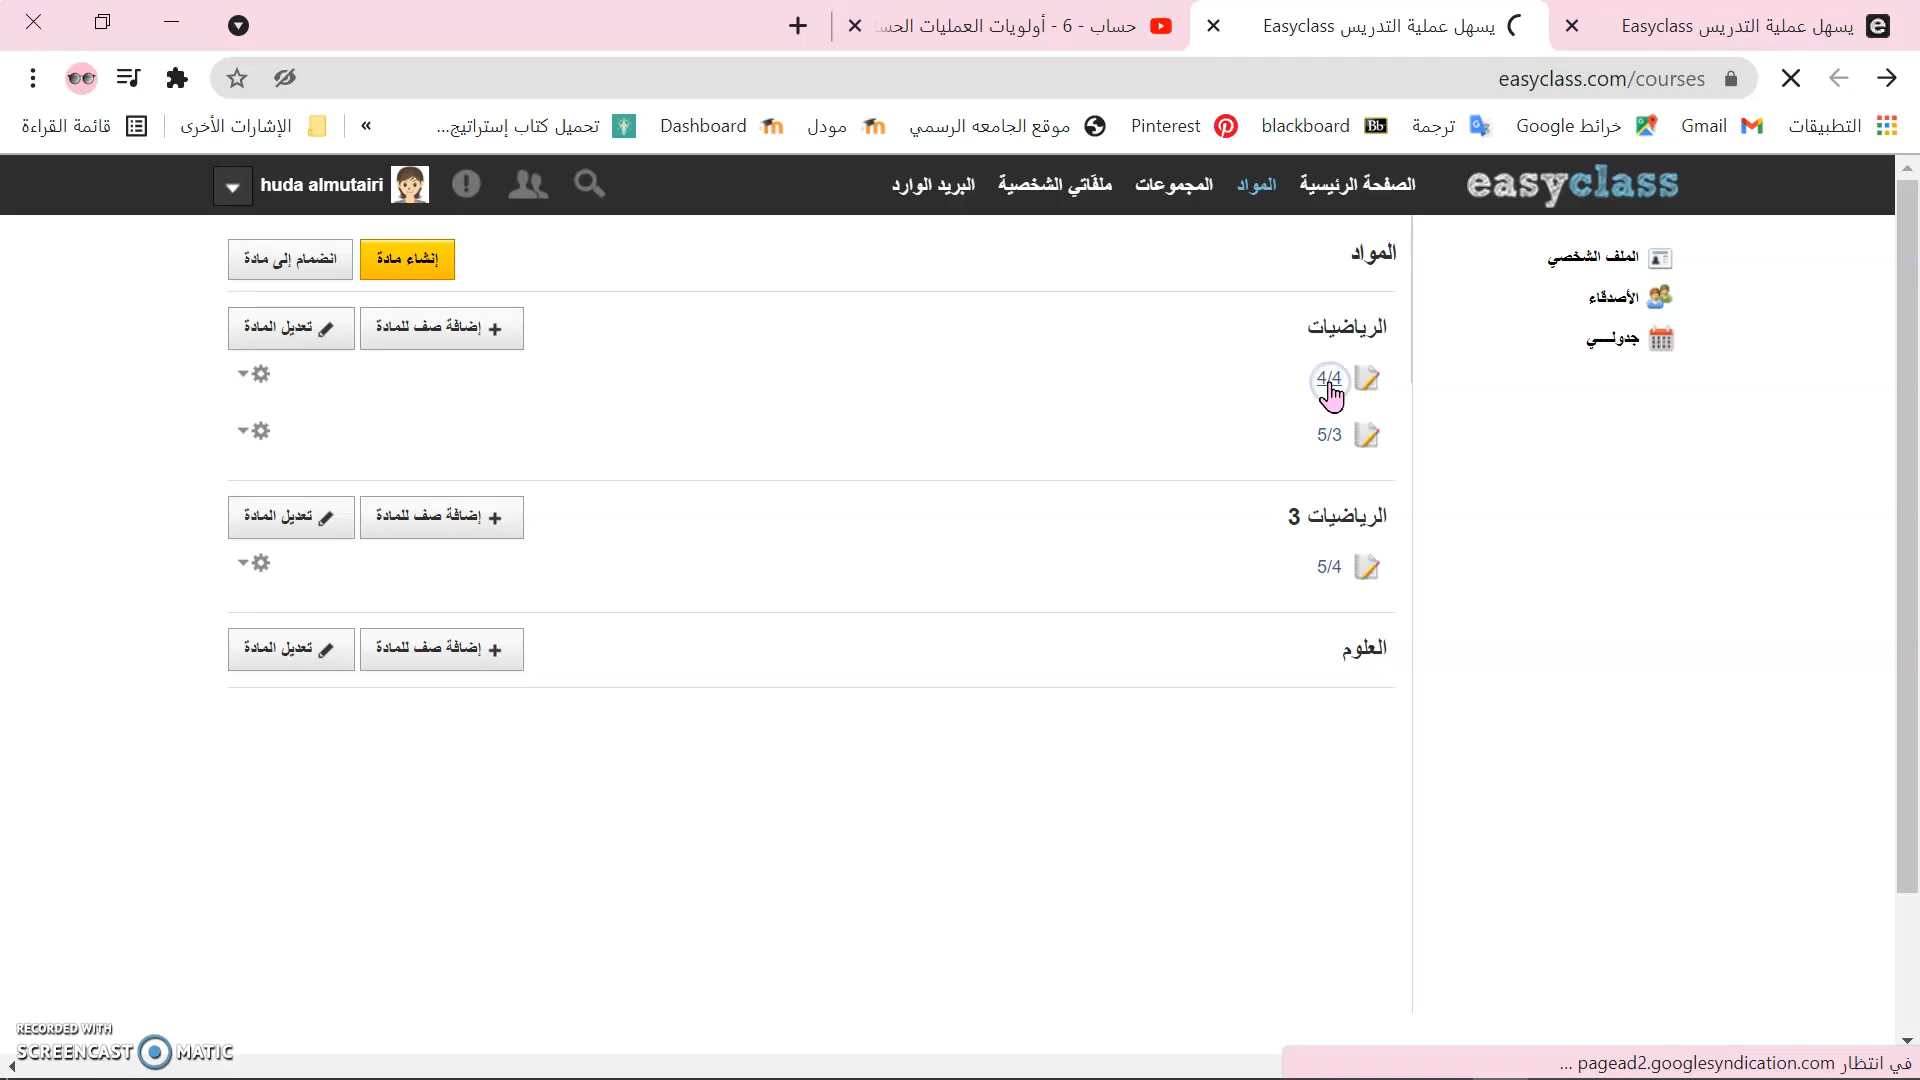 Easyclass يسهل عملية التدريس
Easyclass يسهل عملية التدريس
حساب - 6 - أولويات العمليات الحس
easyclass.com/courses
التطبيقات
Gmail
خرائط Google
ترجمة
blackboard
Pinterest
موقع الجامعه الرسمي
مودل
Dashboard
تحميل كتاب إستراتيج...
»
الإشارات الأخرى
قائمة القراءة
easyclass
الصفحة الرئيسية
المواد
المجموعات
ملفّاتي الشخصية
البريد الوارد
huda almutairi
الملف الشخصي
الأصدقاء
جدولــــي
المواد
إنشاء مادة
انضمام إلى مادة
الرياضيات
إضافة صف للمادة
تعديل المادة
4/4
5/3
الرياضيات 3
إضافة صف للمادة
تعديل المادة
5/4
العلوم
إضافة صف للمادة
تعديل المادة
RECORDED WITH
SCREENCAST MATIC
في انتظار pagead2.googlesyndication.com ...